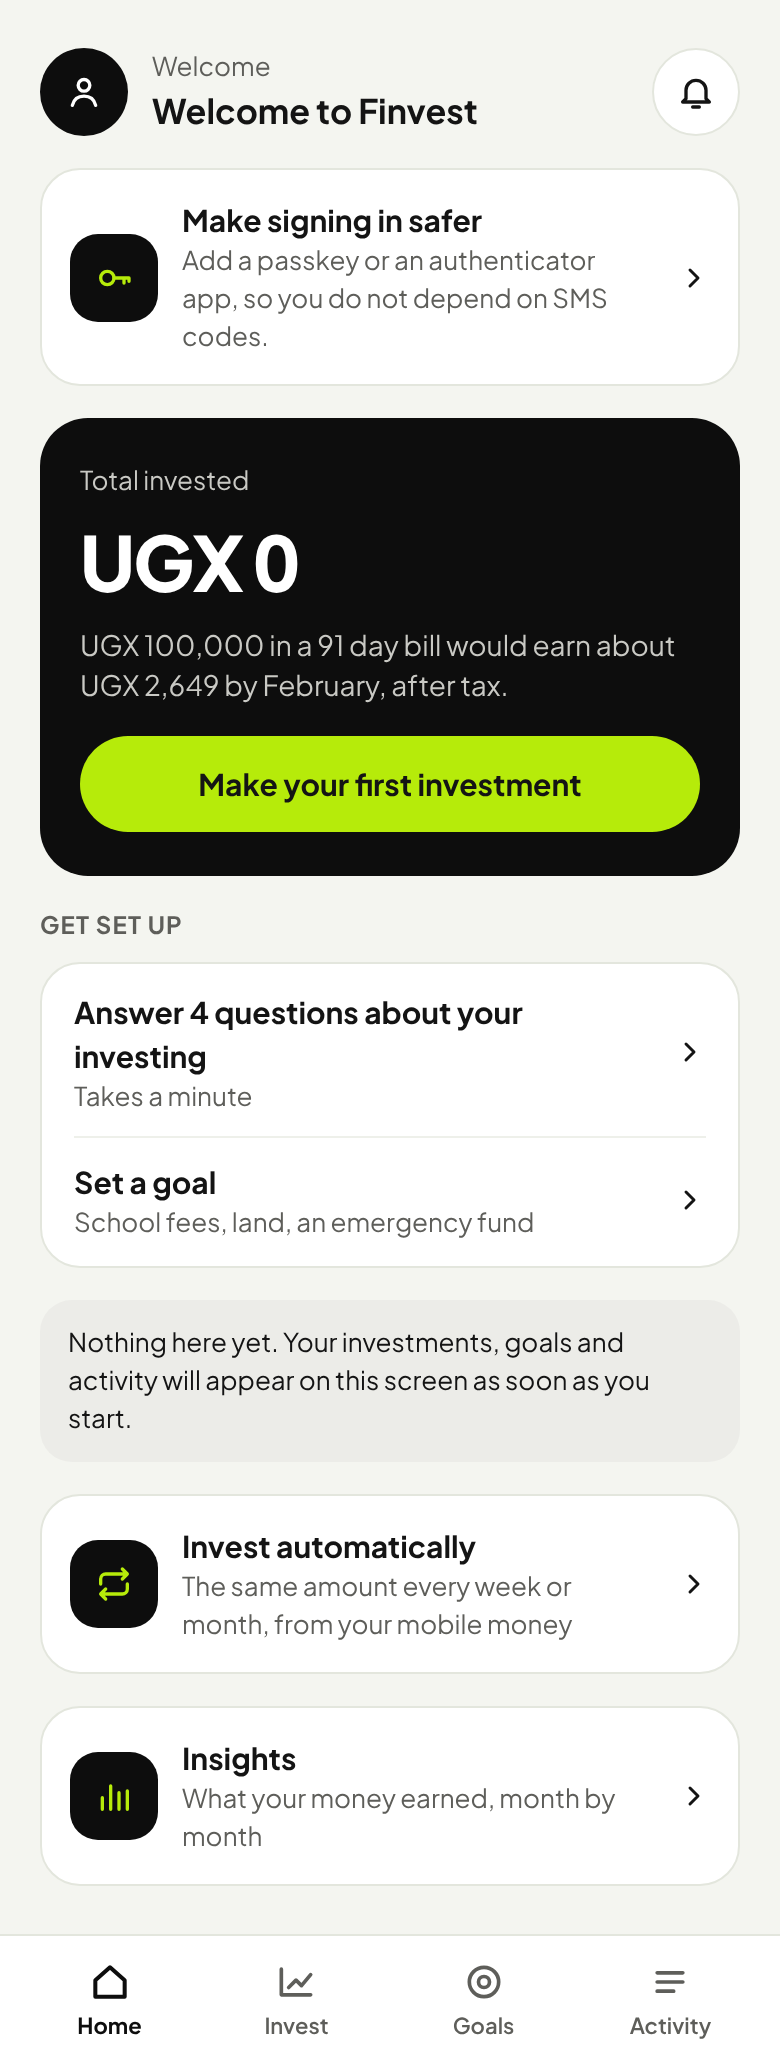 Welcome
Welcome to Finvest
Make signing in safer
Add a passkey or an authenticator
app, so you do not depend on SMS
codes.
Total invested
UGX 0
UGX 100,000 in a 91 day bill would earn about
UGX 2,649 by February, after tax.
Make your first investment
GET SET UP
Answer 4 questions about your
investing
Takes a minute
Set a goal
School fees, land, an emergency fund
Nothing here yet. Your investments, goals and
activity will appear on this screen as soon as you
start.
Invest automatically
The same amount every week or
month, from your mobile money
Insights
What your money earned, month by
month
Home
Invest
Goals
Activity